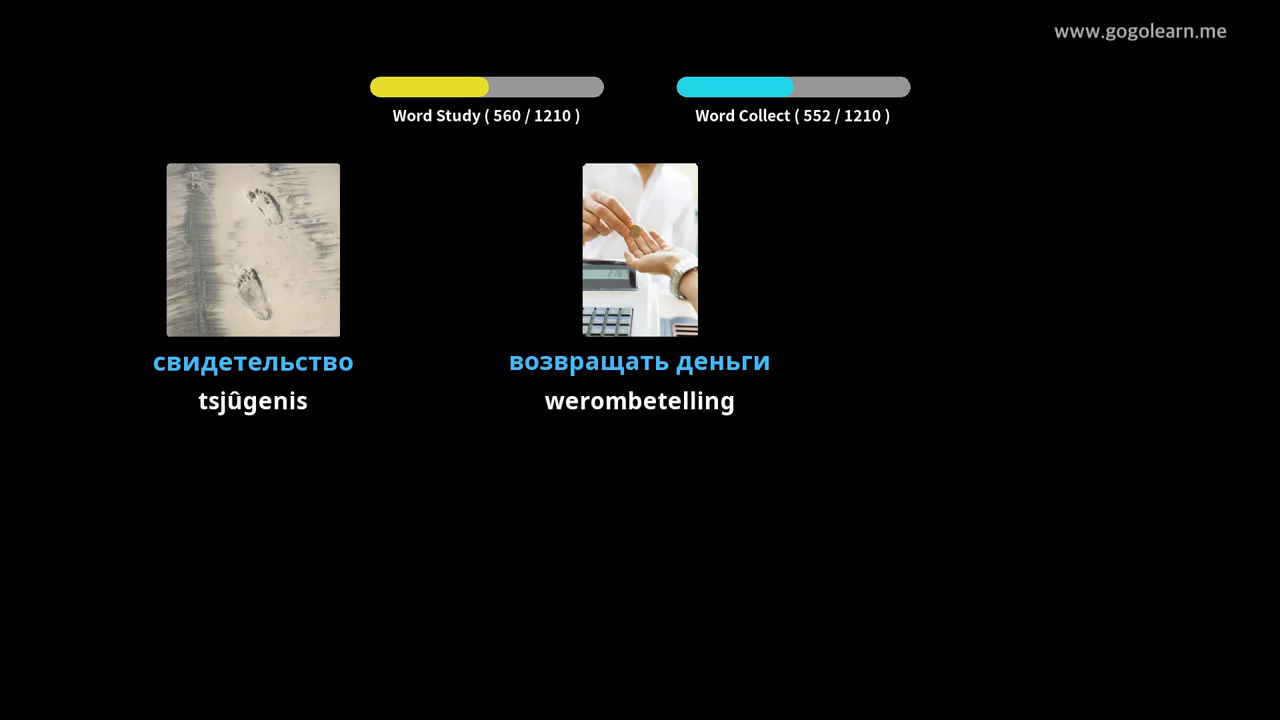 www.gogolearn.me
Word Study ( 560 / 1210 )
Word Collect ( 552 / 1210 )
свидетельство
tsjûgenis
возвращать деньги
werombetelling